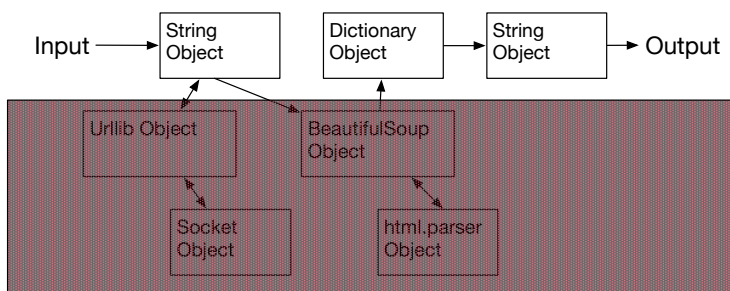 Input
String
Object
Dictionary
Object
String
Object
Output
Urllib Object
BeautifulSoup
Object
Socket
Object
html.parser
Object